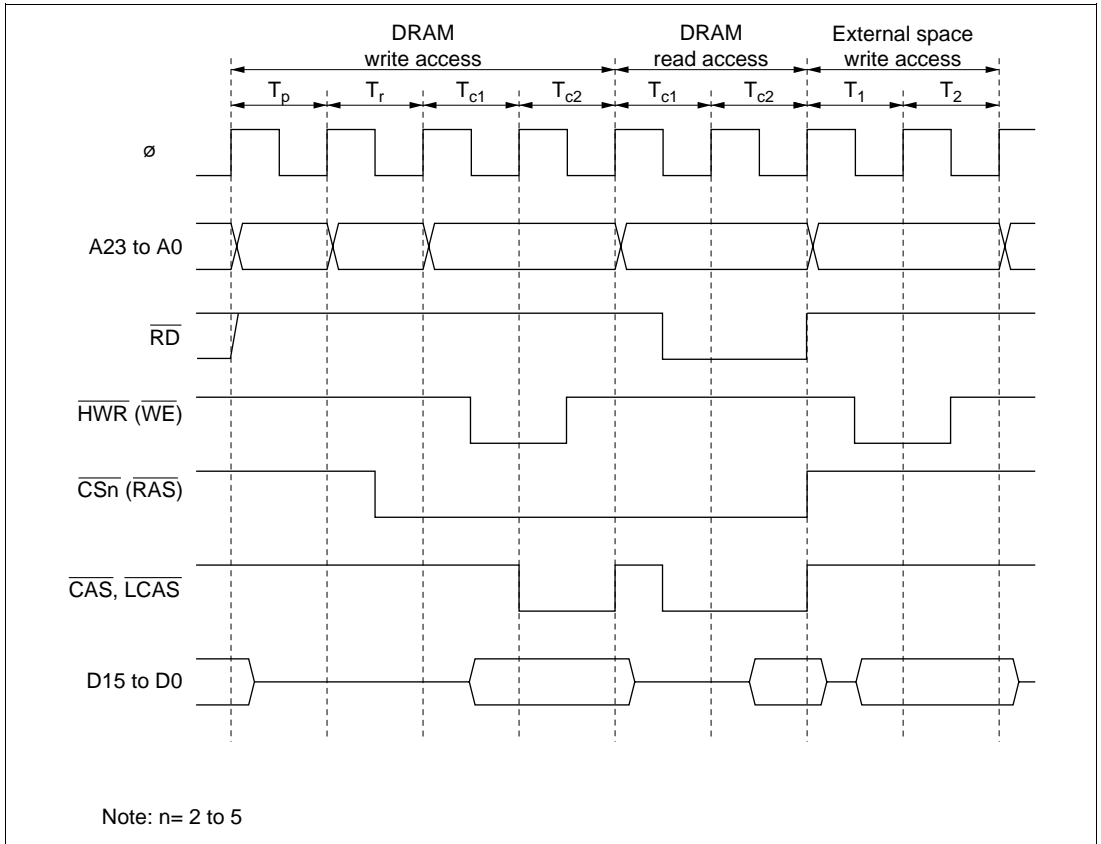 DRAM
write access
DRAM
read access
External space
write access
Tp Tr Tc1 Tc2 Tc1 Tc2 T1 T2
ø
A23 to A0
RD
HWR (WE)
CSn (RAS)
CAS, LCAS
D15 to D0
Note: n= 2 to 5